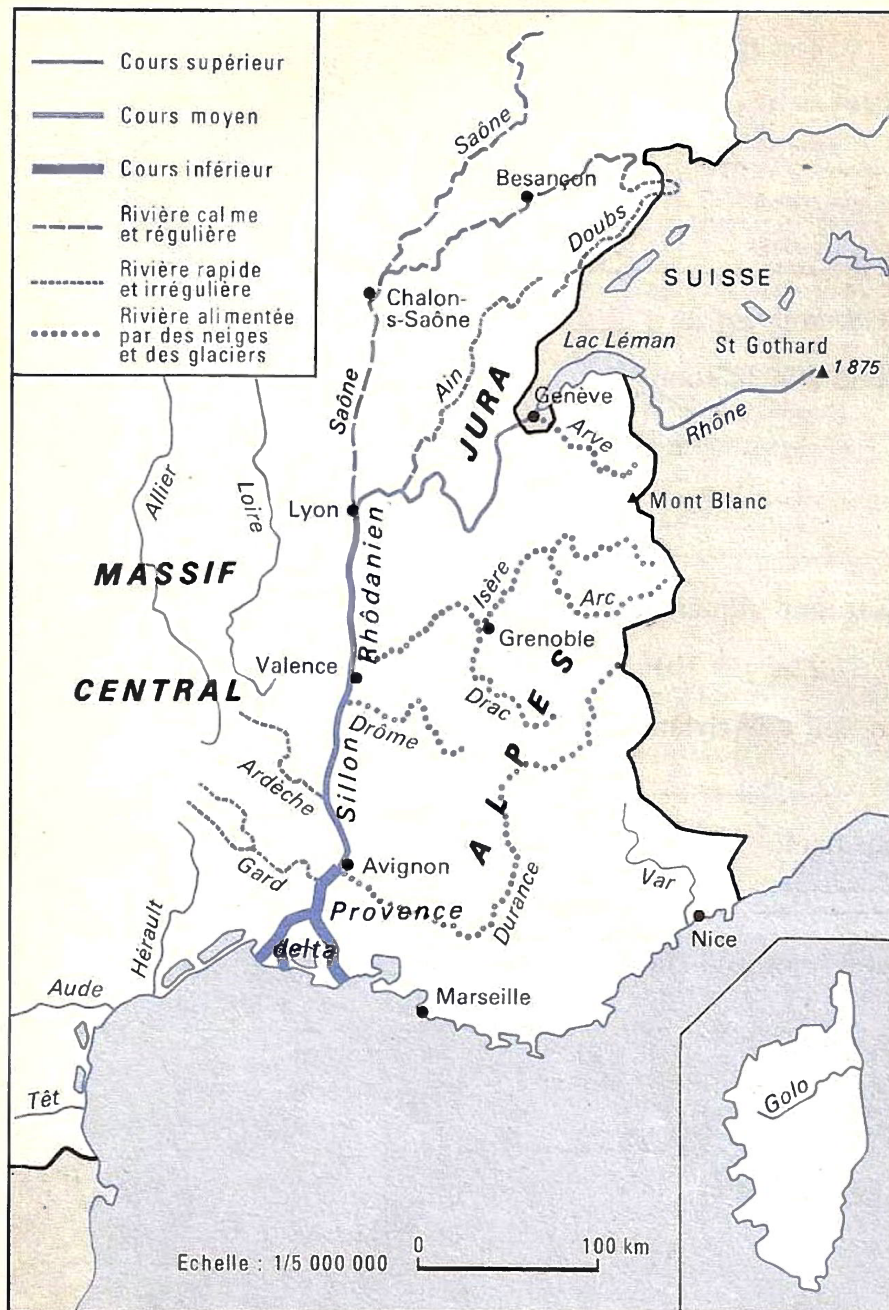 Cours supérieur
Cours moyen
Cours inférieur
Rivière calme
et régulière
Rivière rapide
et irrégulière
Rivière alimentée
par des neiges
et des glaciers
Saône
Besançon
Doubs
SUISSE
Chalon-
s-Saône
Lac Léman
St Gothard
1 875
Ain
JURA
Genève
Saône
Rhône
Arve
Allier
Loire
Lyon
Mont Blanc
MASSIF
Rhôdanien
Isère
Arc
Grenoble
Valence
CENTRAL
Drac
Drôme
ALPES
Sillon
Ardèche
Avignon
Gard
Var
Provence
Durance
Hérault
delta
Nice
Aude
Marseille
Têt
Golo
Echelle : 1/5 000 000
0
100 km